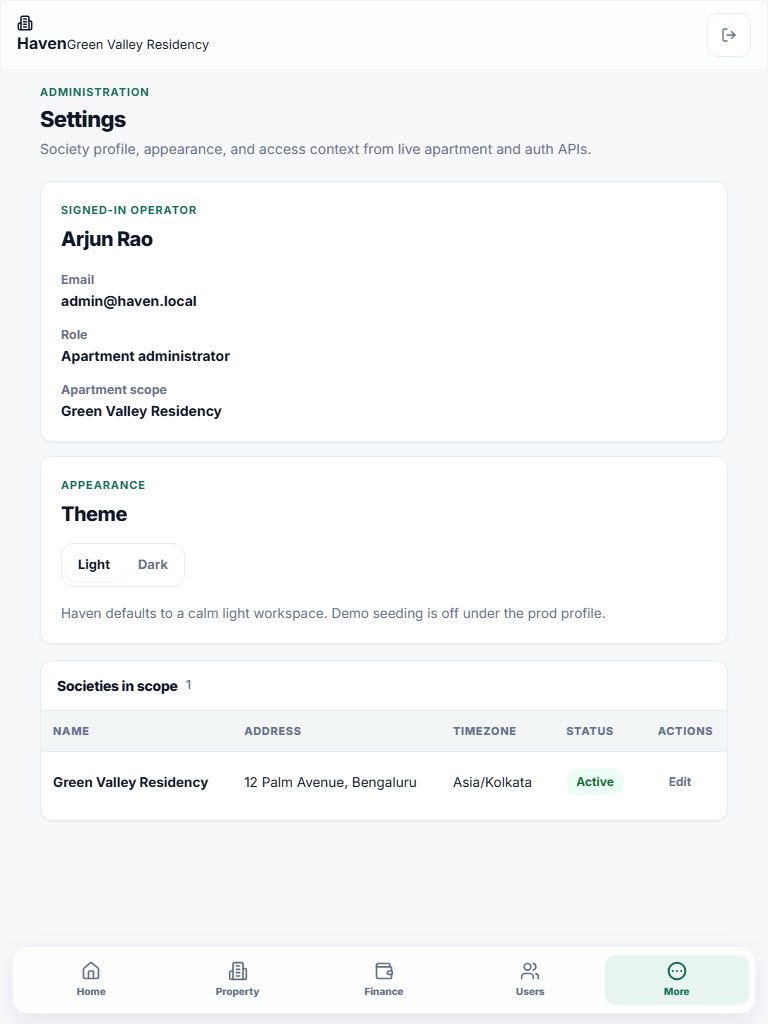 HavenGreen Valley Residency
ADMINISTRATION
Settings
Society profile, appearance, and access context from live apartment and auth APIs.
SIGNED-IN OPERATOR
Arjun Rao
Email
admin@haven.local
Role
Apartment administrator
Apartment scope
Green Valley Residency
APPEARANCE
Theme
Light Dark
Haven defaults to a calm light workspace. Demo seeding is off under the prod profile.
Societies in scope 1
NAME ADDRESS TIMEZONE STATUS ACTIONS
Green Valley Residency 12 Palm Avenue, Bengaluru Asia/Kolkata Active Edit
Home Property Finance Users More